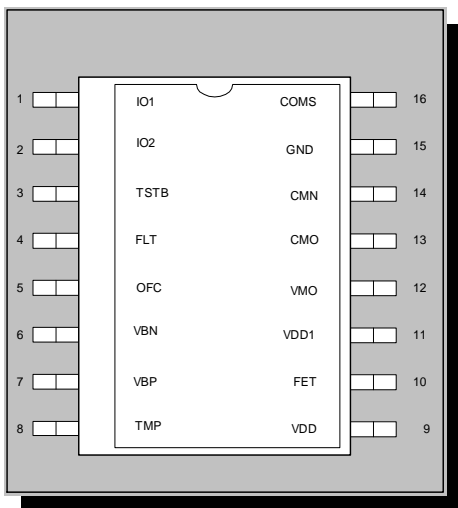 1 IO1 COMS 16
2 IO2 GND 15
3 TSTB CMN 14
4 FLT CMO 13
5 OFC VMO 12
6 VBN VDD1 11
7 VBP FET 10
8 TMP VDD 9